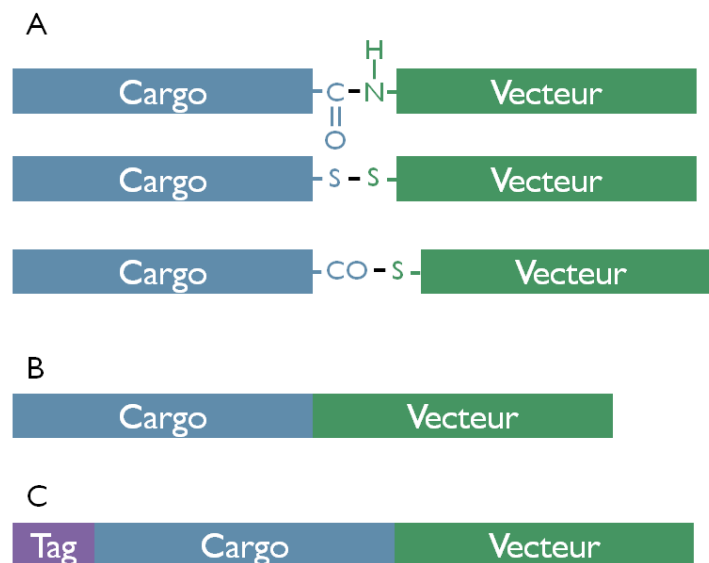 A
H
Cargo C N Vecteur
O
Cargo S S Vecteur
Cargo CO S Vecteur
B
Cargo Vecteur
C
Tag Cargo Vecteur